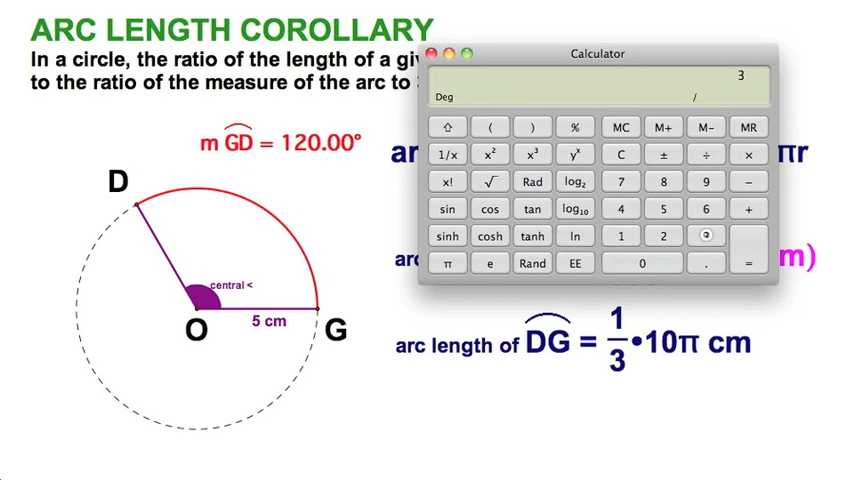 ARC LENGTH COROLLARY
In a circle, the ratio of the length of a
to the ratio of the measure of the arc to
m GD = 120.00°
D
central <
5 cm
O
G
ar
πr
arc
m)
arc length of DG = 1/3 • 10π cm
Calculator
3
Deg /
( ) % MC M+ M- MR
1/x x² x³ yˣ C ± ÷ ×
x! √ Rad log₂ 7 8 9 −
sin cos tan log₁₀ 4 5 6 +
sinh cosh tanh ln 1 2
π e Rand EE 0 . =